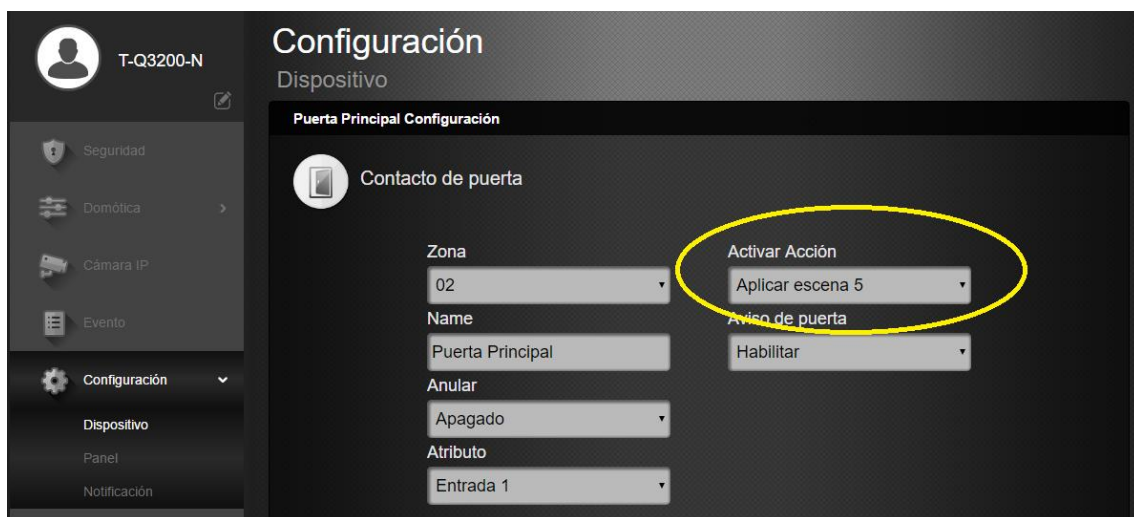 T-Q3200-N
Seguridad
Domótica
Cámara IP
Evento
Configuración
Dispositivo
Panel
Notificación
Configuración
Dispositivo
Puerta Principal Configuración
Contacto de puerta
Zona
02
Name
Puerta Principal
Anular
Apagado
Atributo
Entrada 1
Activar Acción
Aplicar escena 5
Aviso de puerta
Habilitar